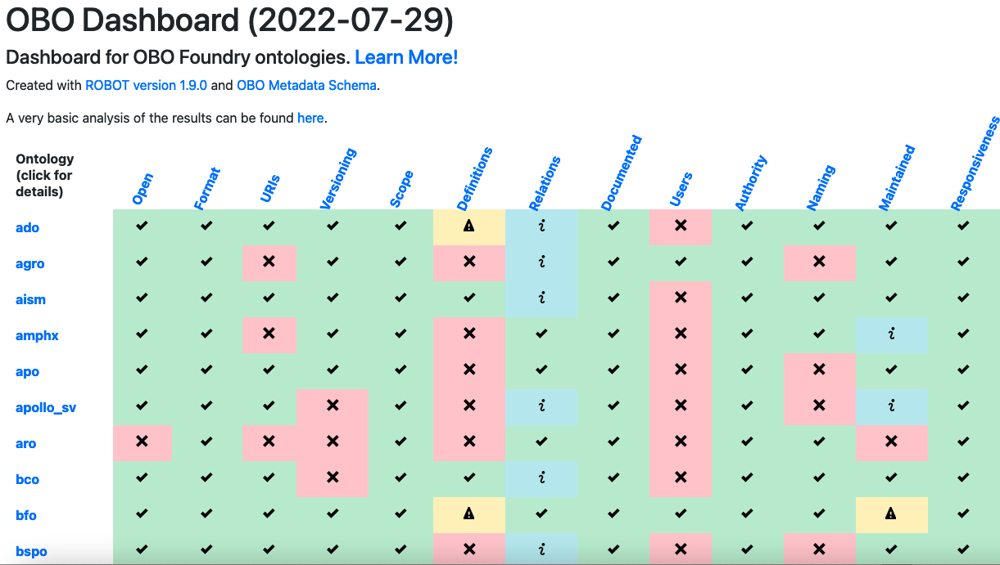 OBO Dashboard (2022-07-29)
Dashboard for OBO Foundry ontologies. Learn More!
Created with ROBOT version 1.9.0 and OBO Metadata Schema.
A very basic analysis of the results can be found here.
Ontology
(click for
details)
Open
Format
URIs
Versioning
Scope
Definitions
Relations
Documented
Users
Authority
Naming
Maintained
Responsiveness
ado ✔ ✔ ✔ ✔ ✔ ⚠ i ✔ ✖ ✔ ✔ ✔ ✔
agro ✔ ✔ ✖ ✔ ✔ ✖ i ✔ ✔ ✔ ✖ ✔ ✔
aism ✔ ✔ ✔ ✔ ✔ ✔ i ✔ ✖ ✔ ✔ ✔ ✔
amphx ✔ ✔ ✖ ✔ ✔ ✖ ✔ ✔ ✖ ✔ ✔ i ✔
apo ✔ ✔ ✔ ✔ ✔ ✖ ✔ ✔ ✖ ✔ ✖ ✔ ✔
apollo_sv ✔ ✔ ✔ ✖ ✔ ✖ i ✔ ✖ ✔ ✖ i ✔
aro ✖ ✔ ✖ ✖ ✔ ✖ ✔ ✔ ✖ ✔ ✔ ✖ ✔
bco ✔ ✔ ✔ ✖ ✔ ✔ i ✔ ✖ ✔ ✔ ✔ ✔
bfo ✔ ✔ ✔ ✔ ✔ ⚠ ✔ ✔ ✔ ✔ ✔ ⚠ ✔
bspo ✔ ✔ ✔ ✔ ✔ ✖ i ✔ ✖ ✔ ✖ ✔ ✔